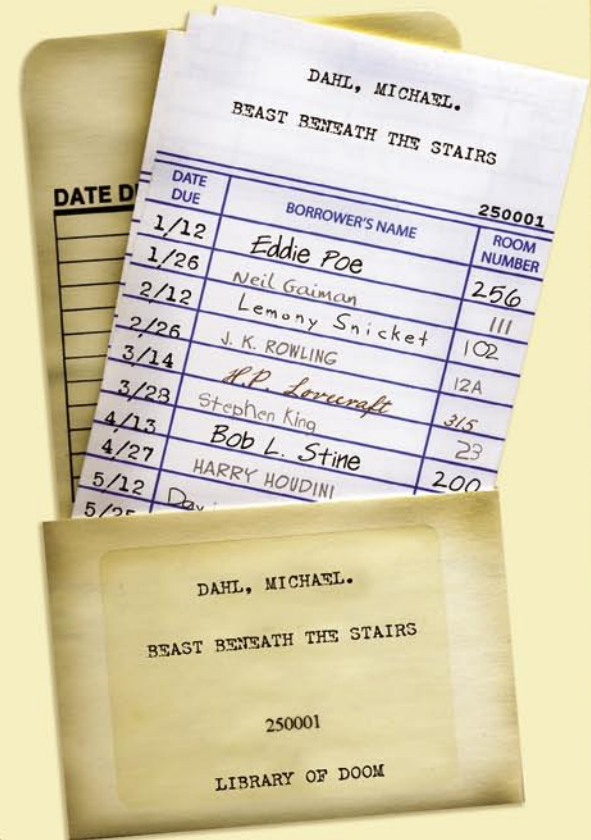 DATE D
DAHL, MICHAEL.
BEAST BENEATH THE STAIRS
250001
DATE DUE BORROWER'S NAME ROOM NUMBER
1/12 Eddie Poe 256
1/26 Neil Gaiman 111
2/12 Lemony Snicket 102
2/26 J. K. ROWLING 12A
3/14 H.P. Lovecraft 315
3/28 Stephen King 23
4/13 Bob L. Stine 200
4/27 HARRY HOUDINI
5/12 Dav
DAHL, MICHAEL.
BEAST BENEATH THE STAIRS
250001
LIBRARY OF DOOM